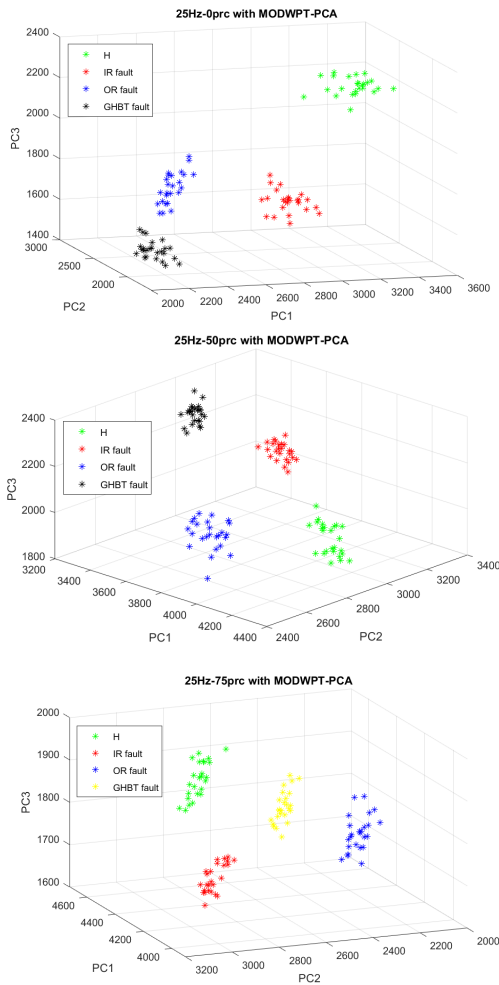 25Hz-0prc with MODWPT-PCA
2400
2200
2000
1800
1600
1400
PC3
H
IR fault
OR fault
GHBT fault
3000
2500
2000
PC2
2000 2200 2400 2600 2800 3000 3200 3400 3600
PC1
25Hz-50prc with MODWPT-PCA
2400
2200
2000
1800
PC3
H
IR fault
OR fault
GHBT fault
3200
3400
3600
3800
4000
4200
4400
PC1
2400
2600
2800
3000
3200
3400
PC2
25Hz-75prc with MODWPT-PCA
2000
1900
1800
1700
1600
PC3
H
IR fault
OR fault
GHBT fault
4600
4400
4200
4000
PC1
3200 3000 2800 2600 2400 2200 2000
PC2